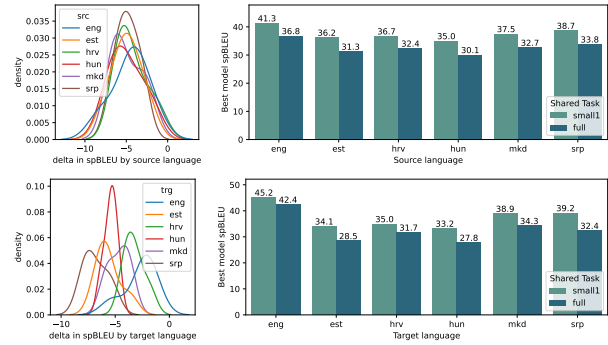 src
eng
est
hrv
hun
mkd
srp
density
0.035
0.030
0.025
0.020
0.015
0.010
0.005
0.000
−10 −5 0
delta in spBLEU by source language
Best model spBLEU
40
30
20
10
0
41.3 36.8 36.2 31.3 36.7 32.4 35.0 30.1 37.5 32.7 38.7 33.8
Shared Task
small1
full
eng est hrv hun mkd srp
Source language
trg
eng
est
hrv
hun
mkd
srp
density
0.10
0.08
0.06
0.04
0.02
0.00
−10 −5 0
delta in spBLEU by target language
Best model spBLEU
50
40
30
20
10
0
45.2 42.4 34.1 28.5 35.0 31.7 33.2 27.8 38.9 34.3 39.2 32.4
Shared Task
small1
full
eng est hrv hun mkd srp
Target language